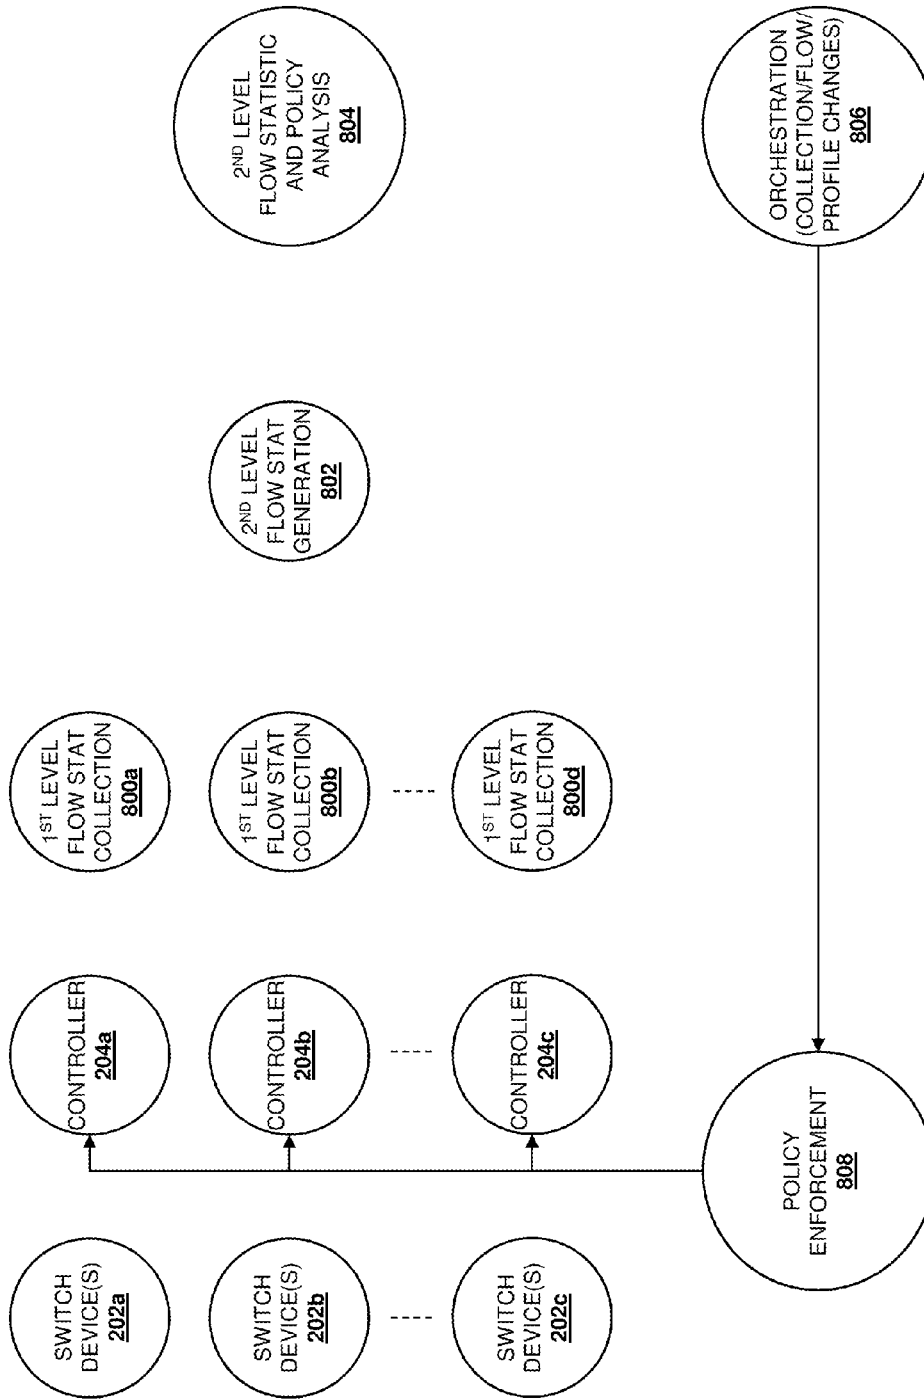 SWITCH
DEVICE(S)
202a
SWITCH
DEVICE(S)
202b
SWITCH
DEVICE(S)
202c
CONTROLLER
204a
CONTROLLER
204b
CONTROLLER
204c
1ST LEVEL
FLOW STAT
COLLECTION
800a
1ST LEVEL
FLOW STAT
COLLECTION
800b
1ST LEVEL
FLOW STAT
COLLECTION
800d
2ND LEVEL
FLOW STAT
GENERATION
802
2ND LEVEL
FLOW STATISTIC
AND POLICY
ANALYSIS
804
POLICY
ENFORCEMENT
808
ORCHESTRATION
(COLLECTION/FLOW/
PROFILE CHANGES)
806